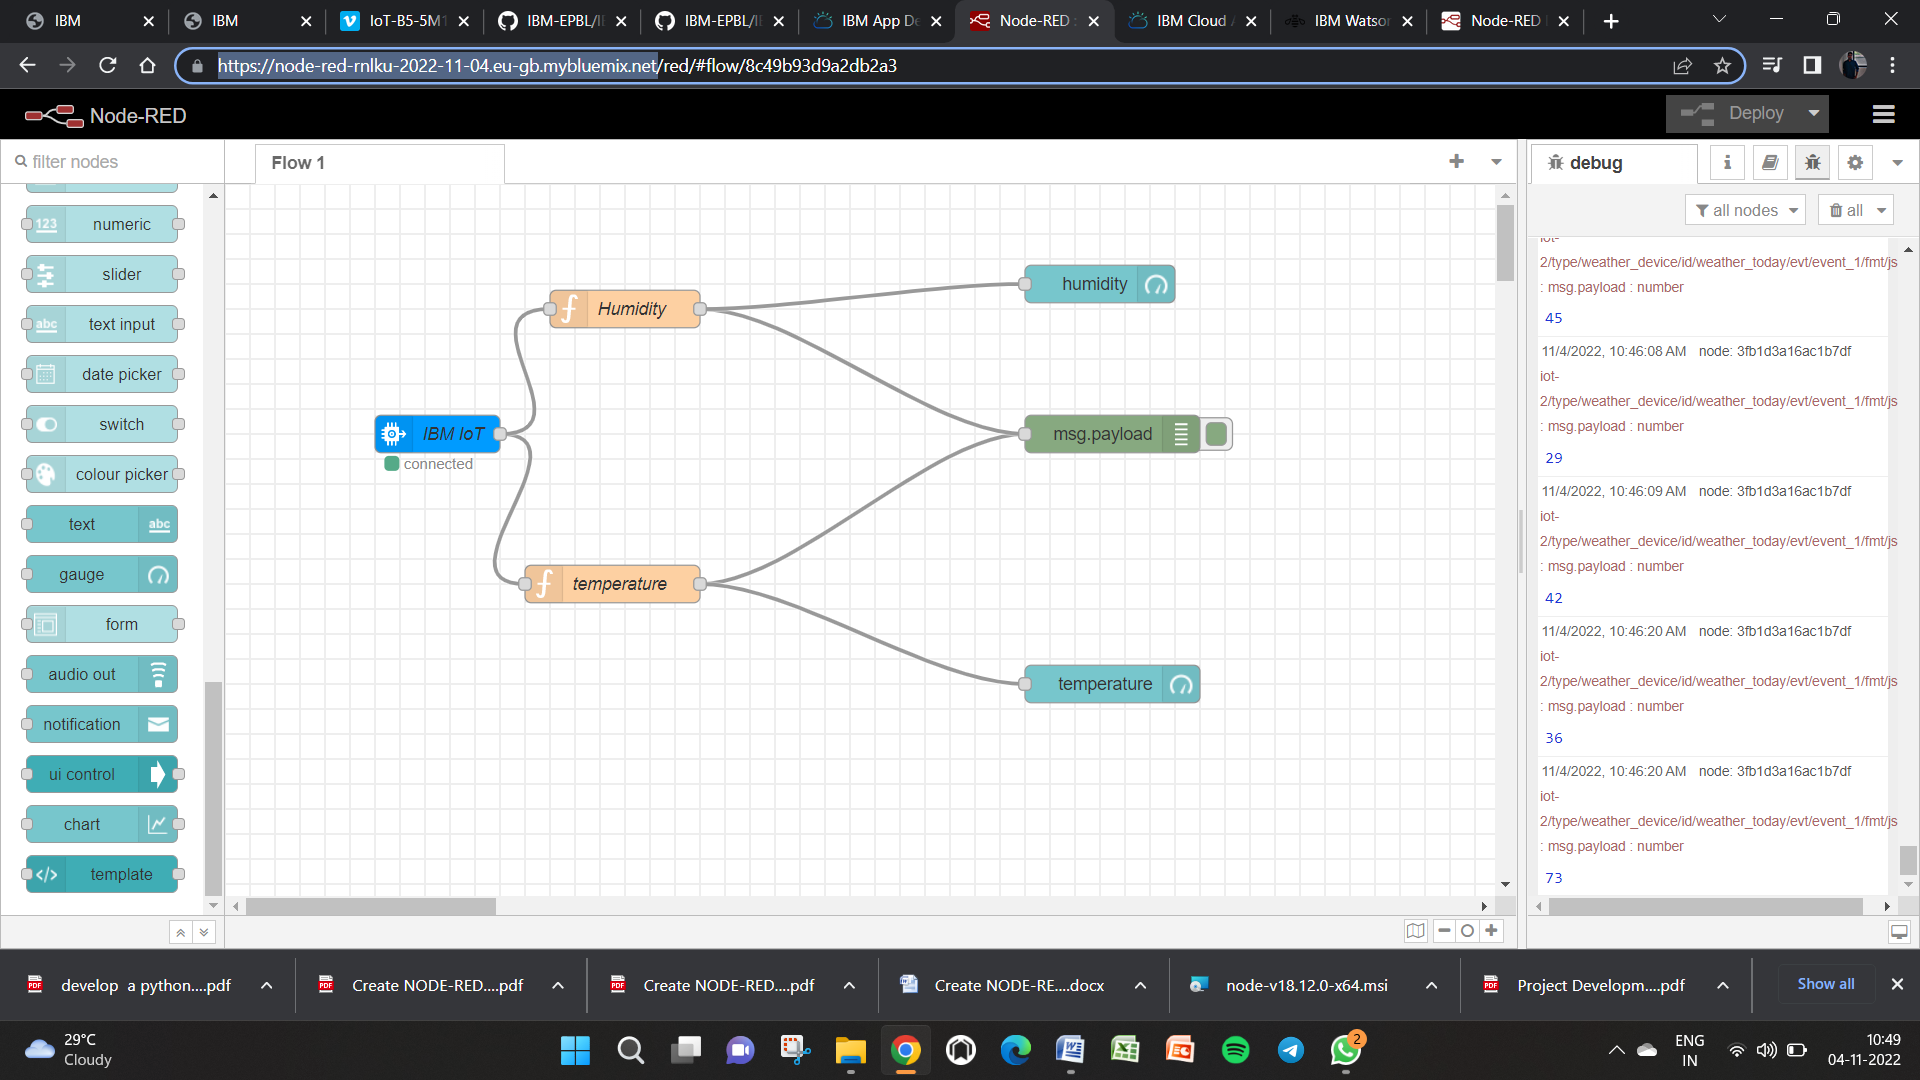 IBM
IBM
IoT-B5-5M1
IBM-EPBL/I
IBM-EPBL/I
IBM App De
Node-RED :
IBM Cloud
IBM Watson
Node-RED
https://node-red-rnlku-2022-11-04.eu-gb.mybluemix.net/red/#flow/8c49b93d9a2db2a3
Node-RED
Deploy
filter nodes
Flow 1
debug
all nodes
all
123 numeric
slider
abc text input
date picker
switch
colour picker
text abc
gauge
form
audio out
notification
ui control
chart
</> template
Humidity
IBM IoT
connected
temperature
humidity
msg.payload
temperature
iot-
2/type/weather_device/id/weather_today/evt/event_1/fmt/js
: msg.payload : number
45
11/4/2022, 10:46:08 AM node: 3fb1d3a16ac1b7df
iot-
2/type/weather_device/id/weather_today/evt/event_1/fmt/js
: msg.payload : number
29
11/4/2022, 10:46:09 AM node: 3fb1d3a16ac1b7df
iot-
2/type/weather_device/id/weather_today/evt/event_1/fmt/js
: msg.payload : number
42
11/4/2022, 10:46:20 AM node: 3fb1d3a16ac1b7df
iot-
2/type/weather_device/id/weather_today/evt/event_1/fmt/js
: msg.payload : number
36
11/4/2022, 10:46:20 AM node: 3fb1d3a16ac1b7df
iot-
2/type/weather_device/id/weather_today/evt/event_1/fmt/js
: msg.payload : number
73
develop a python....pdf
Create NODE-RED....pdf
Create NODE-RED....pdf
Create NODE-RE....docx
node-v18.12.0-x64.msi
Project Developm....pdf
Show all
29°C
Cloudy
2
ENG
IN
10:49
04-11-2022